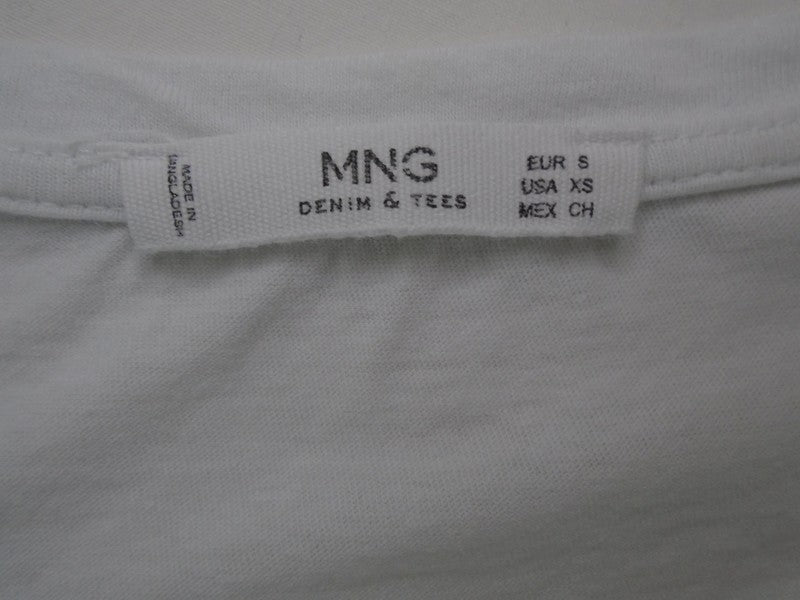 MADE IN
BANGLADESH
MNG
DENIM & TEES
EUR S
USA XS
MEX CH